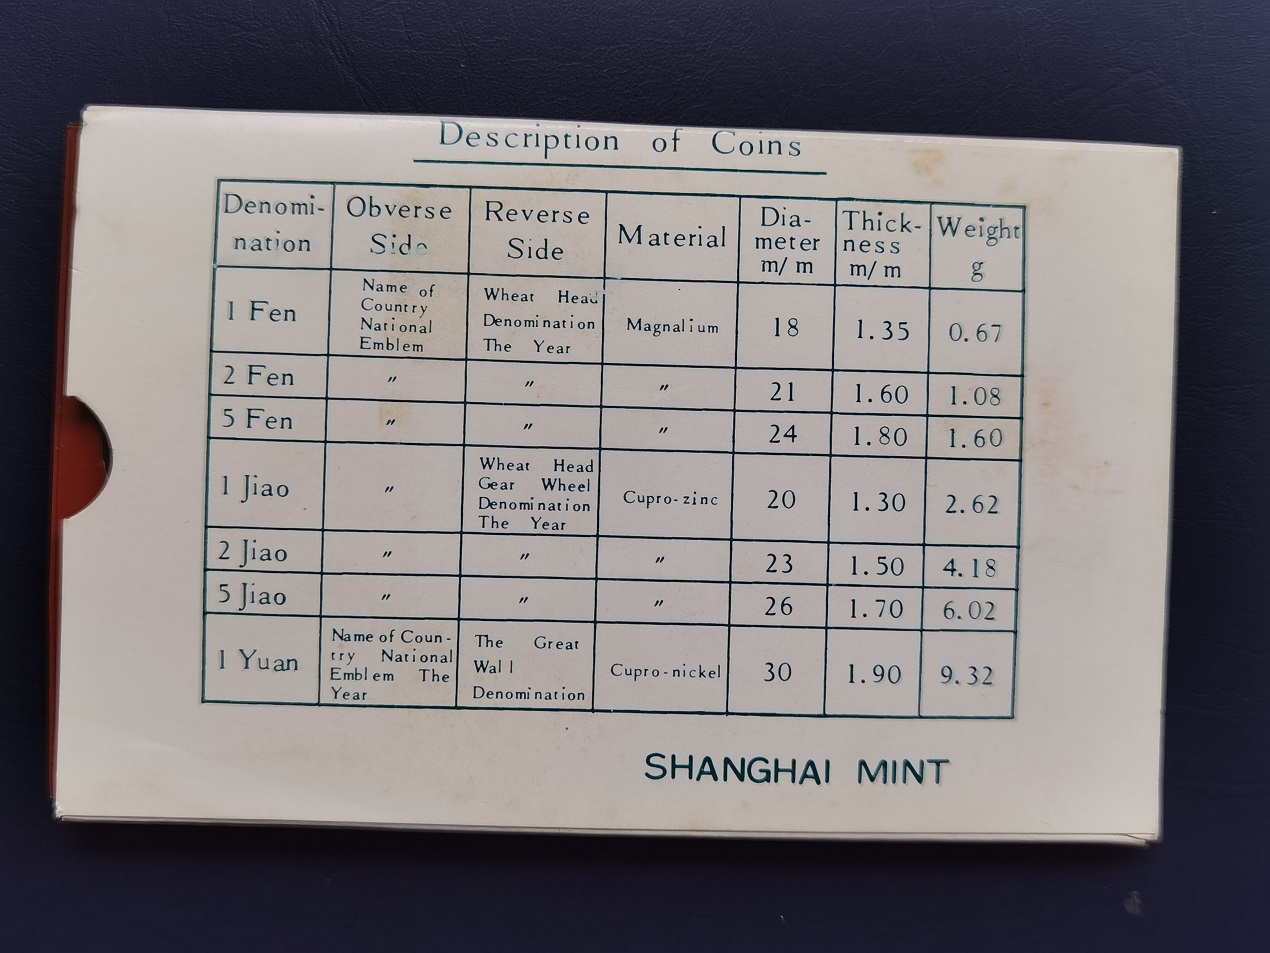 Description of Coins
Denomi-
nation
Obverse
Side
Reverse
Side
Material
Dia-
meter
m/m
Thick-
ness
m/m
Weight
g
1 Fen
Name of
Country
National
Emblem
Wheat Head
Denomination
The Year
Magnalium
18
1.35
0.67
2 Fen
〃
〃
〃
21
1.60
1.08
5 Fen
〃
〃
〃
24
1.80
1.60
1 Jiao
〃
Wheat Head
Gear Wheel
Denomination
The Year
Cupro-zinc
20
1.30
2.62
2 Jiao
〃
〃
〃
23
1.50
4.18
5 Jiao
〃
〃
〃
26
1.70
6.02
1 Yuan
Name of Coun-
try National
Emblem The
Year
The Great
Wall
Denomination
Cupro-nickel
30
1.90
9.32
SHANGHAI MINT